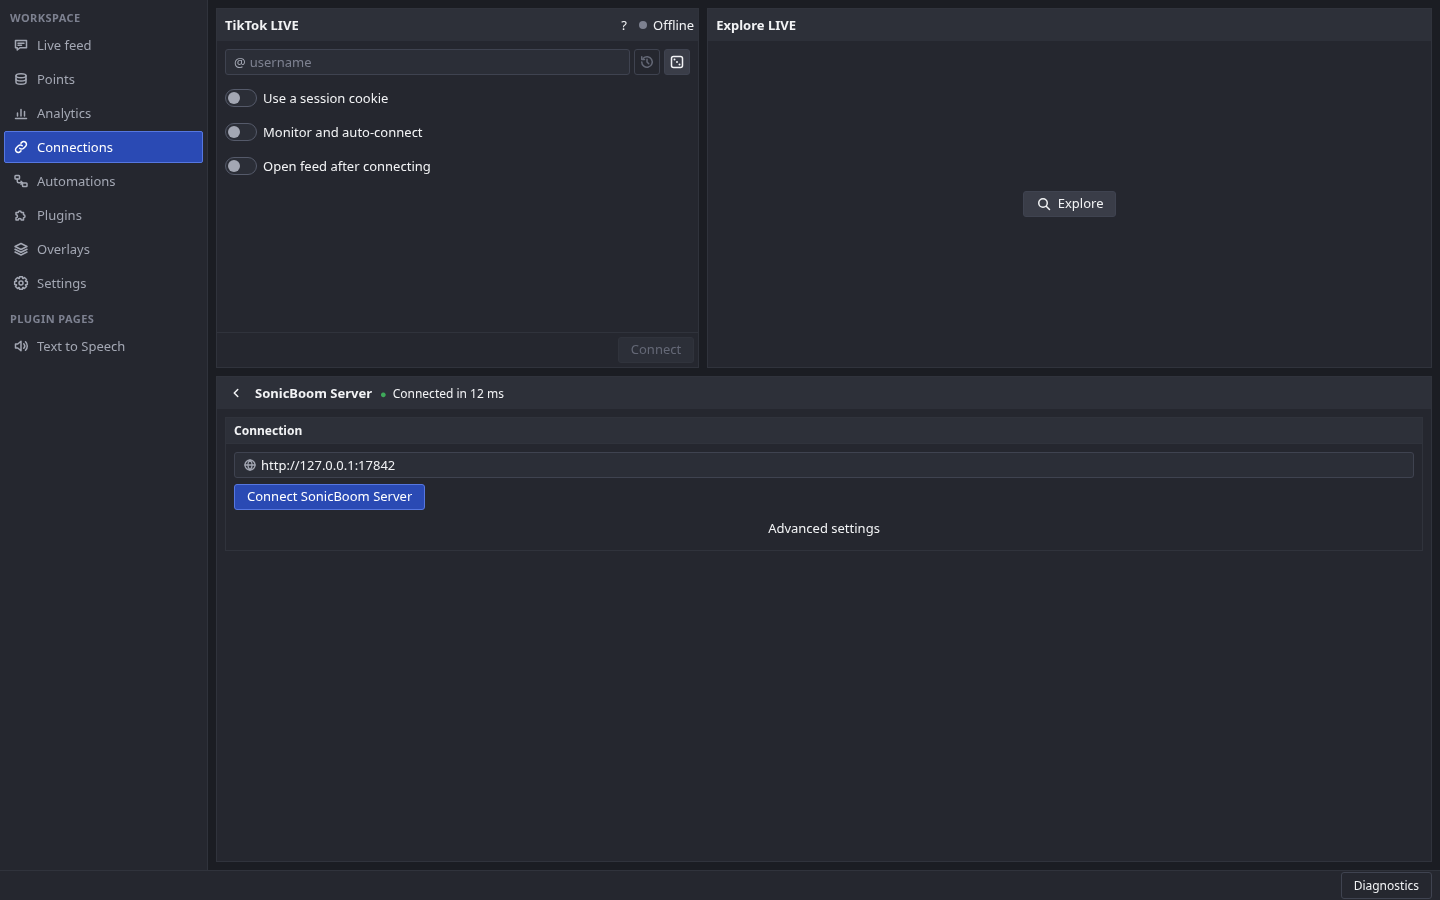 WORKSPACE
Live feed
Points
Analytics
Connections
Automations
Plugins
Overlays
Settings
PLUGIN PAGES
Text to Speech
TikTok LIVE
? Offline
@ username
Use a session cookie
Monitor and auto-connect
Open feed after connecting
Connect
Explore LIVE
Explore
SonicBoom Server Connected in 12 ms
Connection
http://127.0.0.1:17842
Connect SonicBoom Server
Advanced settings
Diagnostics